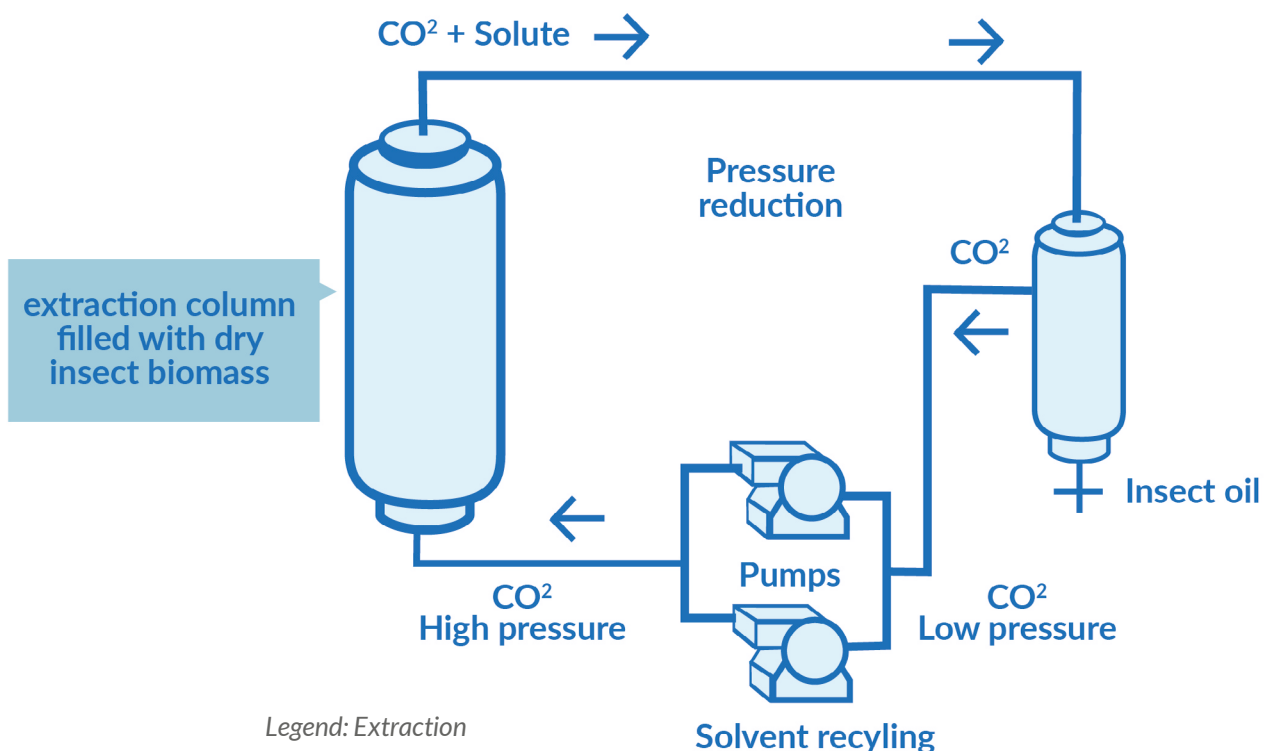 CO² + Solute
Pressure
reduction
CO²
extraction column
filled with dry
insect biomass
Insect oil
Pumps
CO²
High pressure
CO²
Low pressure
Legend: Extraction
Solvent recyling